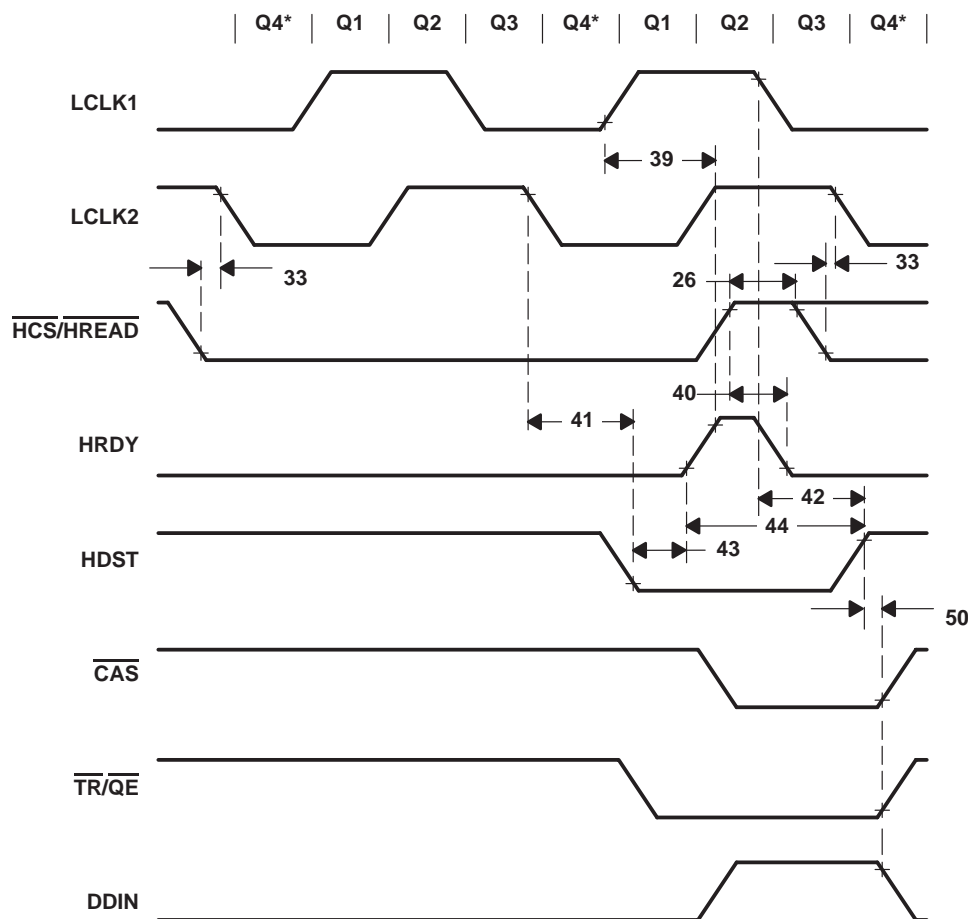 Q4* Q1 Q2 Q3 Q4* Q1 Q2 Q3 Q4*
LCLK1
39
LCLK2
33 26 33
HCS/HREAD
40
41
HRDY
42
44
43
HDST
50
CAS
TR/QE
DDIN